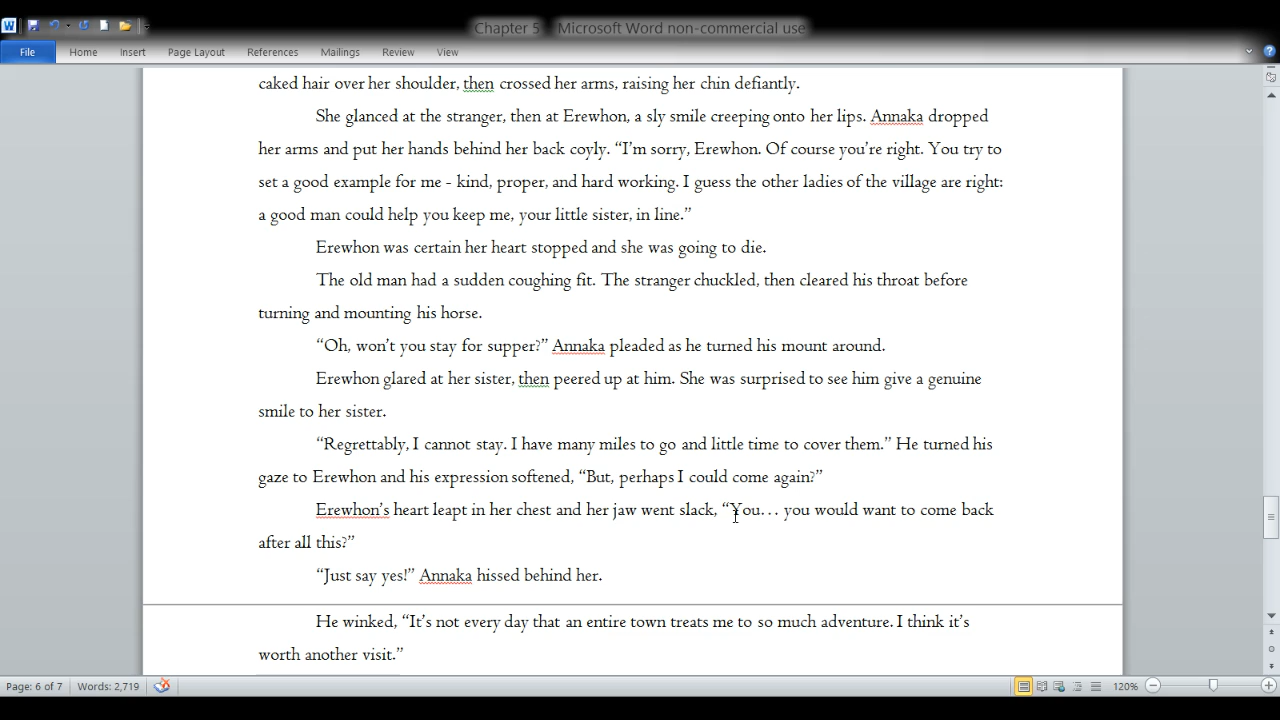 Chapter 5 - Microsoft Word non-commercial use
File Home Insert Page Layout References Mailings Review View
caked hair over her shoulder, then crossed her arms, raising her chin defiantly.
She glanced at the stranger, then at Erewhon, a sly smile creeping onto her lips. Annaka dropped
her arms and put her hands behind her back coyly. “I’m sorry, Erewhon. Of course you’re right. You try to
set a good example for me - kind, proper, and hard working. I guess the other ladies of the village are right:
a good man could help you keep me, your little sister, in line.”
Erewhon was certain her heart stopped and she was going to die.
The old man had a sudden coughing fit. The stranger chuckled, then cleared his throat before
turning and mounting his horse.
“Oh, won’t you stay for supper?” Annaka pleaded as he turned his mount around.
Erewhon glared at her sister, then peered up at him. She was surprised to see him give a genuine
smile to her sister.
“Regrettably, I cannot stay. I have many miles to go and little time to cover them.” He turned his
gaze to Erewhon and his expression softened, “But, perhaps I could come again?”
Erewhon’s heart leapt in her chest and her jaw went slack, “You… you would want to come back
after all this?”
“Just say yes!” Annaka hissed behind her.
He winked, “It’s not every day that an entire town treats me to so much adventure. I think it’s
worth another visit.”
Page: 6 of 7 Words: 2,719 120%